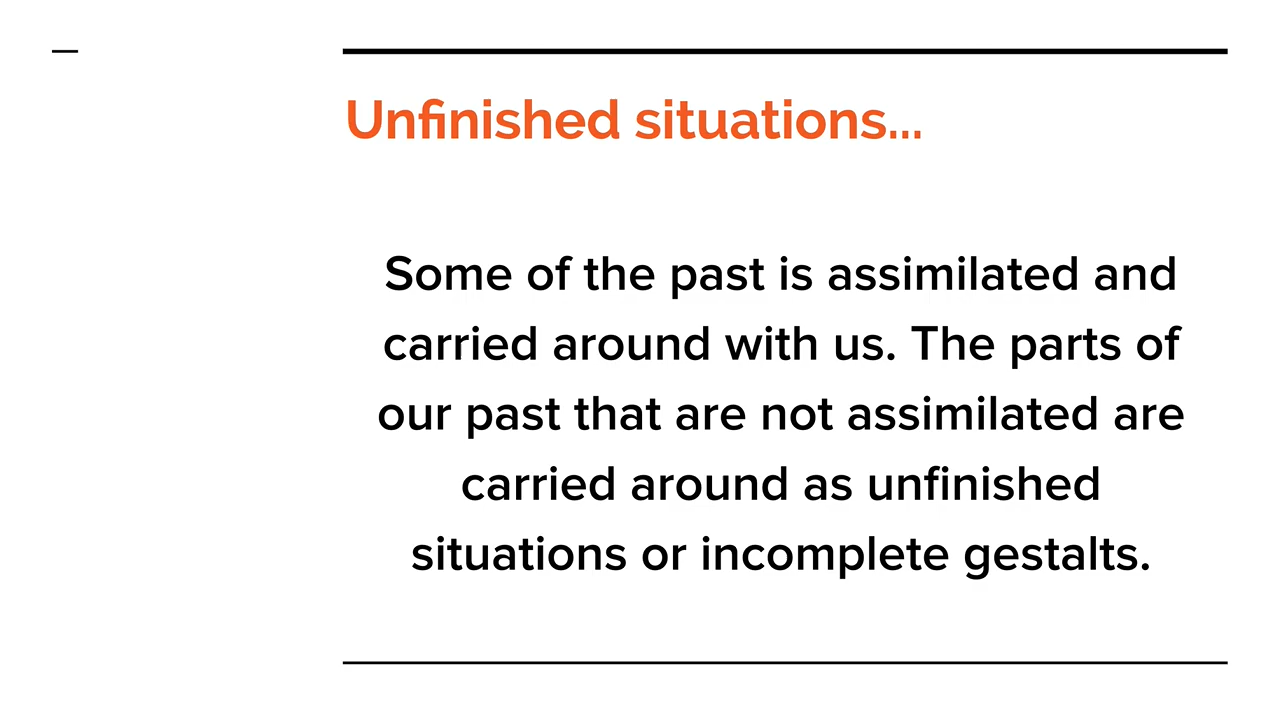 Unfinished situations...
Some of the past is assimilated and
carried around with us. The parts of
our past that are not assimilated are
carried around as unfinished
situations or incomplete gestalts.